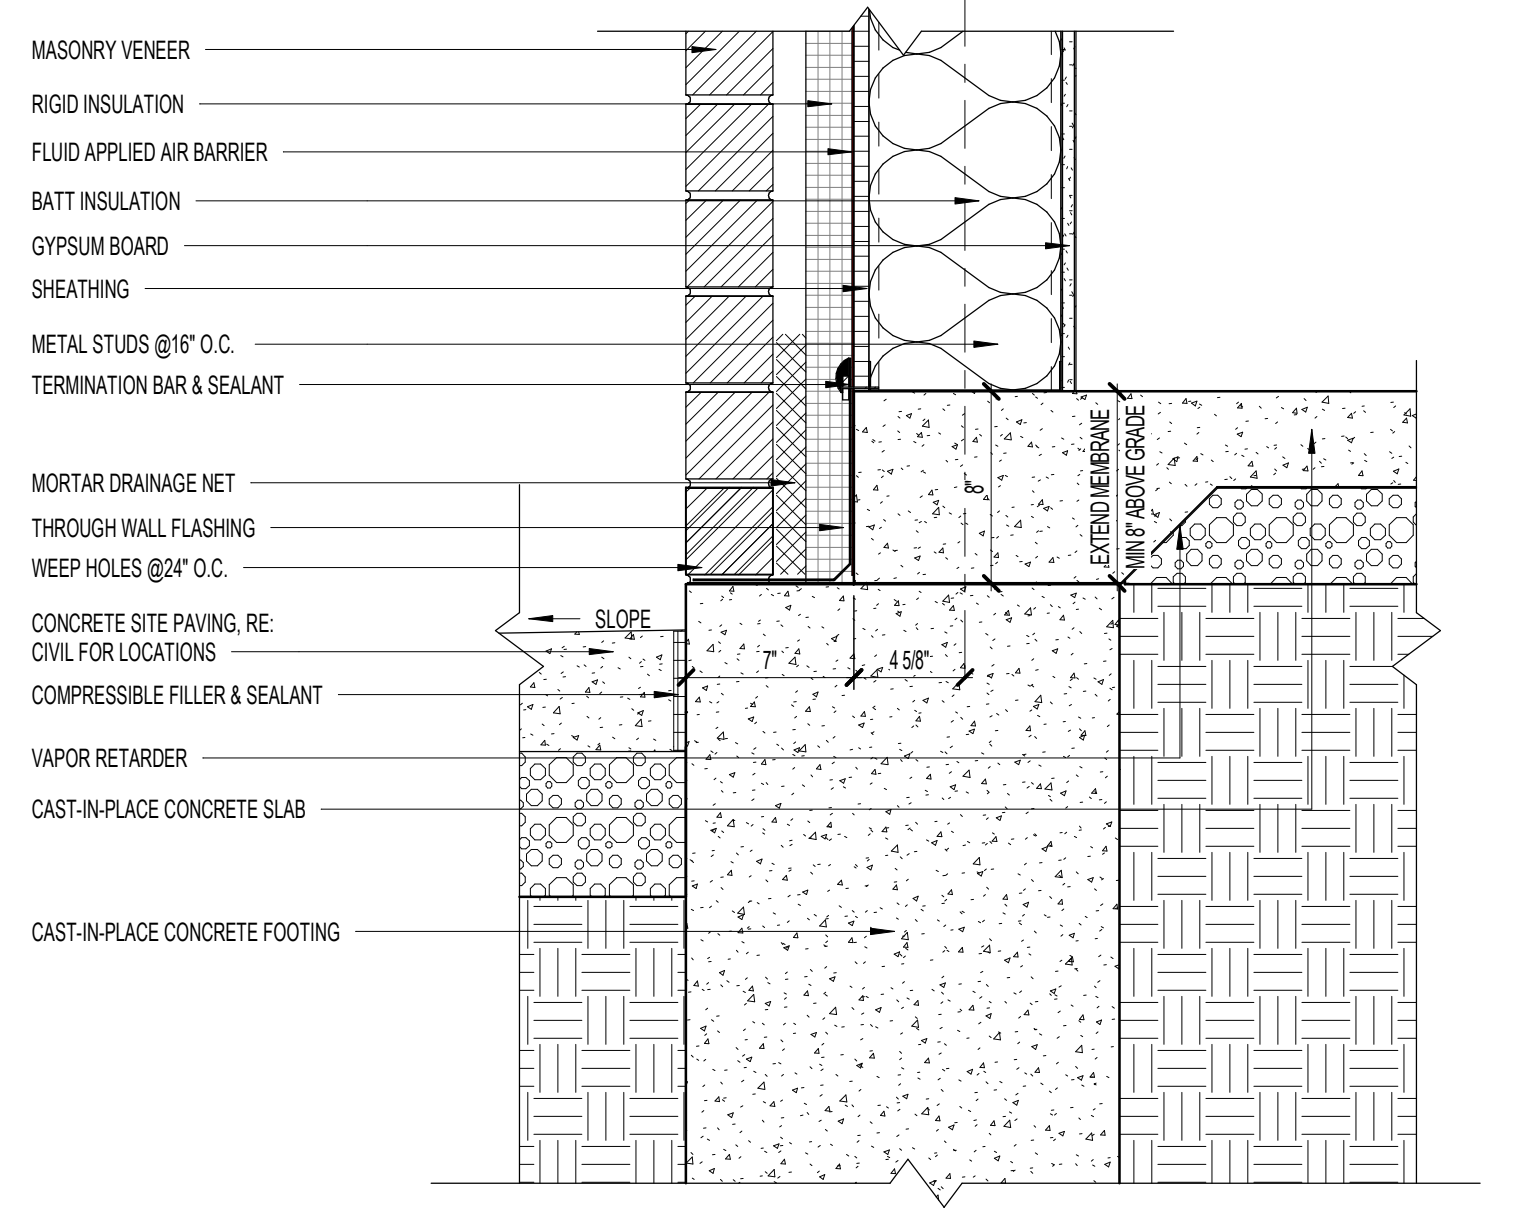 MASONRY VENEER
RIGID INSULATION
FLUID APPLIED AIR BARRIER
BATT INSULATION
GYPSUM BOARD
SHEATHING
METAL STUDS @16" O.C.
TERMINATION BAR & SEALANT
MORTAR DRAINAGE NET
THROUGH WALL FLASHING
WEEP HOLES @24" O.C.
CONCRETE SITE PAVING, RE:
CIVIL FOR LOCATIONS
COMPRESSIBLE FILLER & SEALANT
VAPOR RETARDER
CAST-IN-PLACE CONCRETE SLAB
CAST-IN-PLACE CONCRETE FOOTING
SLOPE
7"
4 5/8"
8"
EXTEND MEMBRANE
MIN 8" ABOVE GRADE